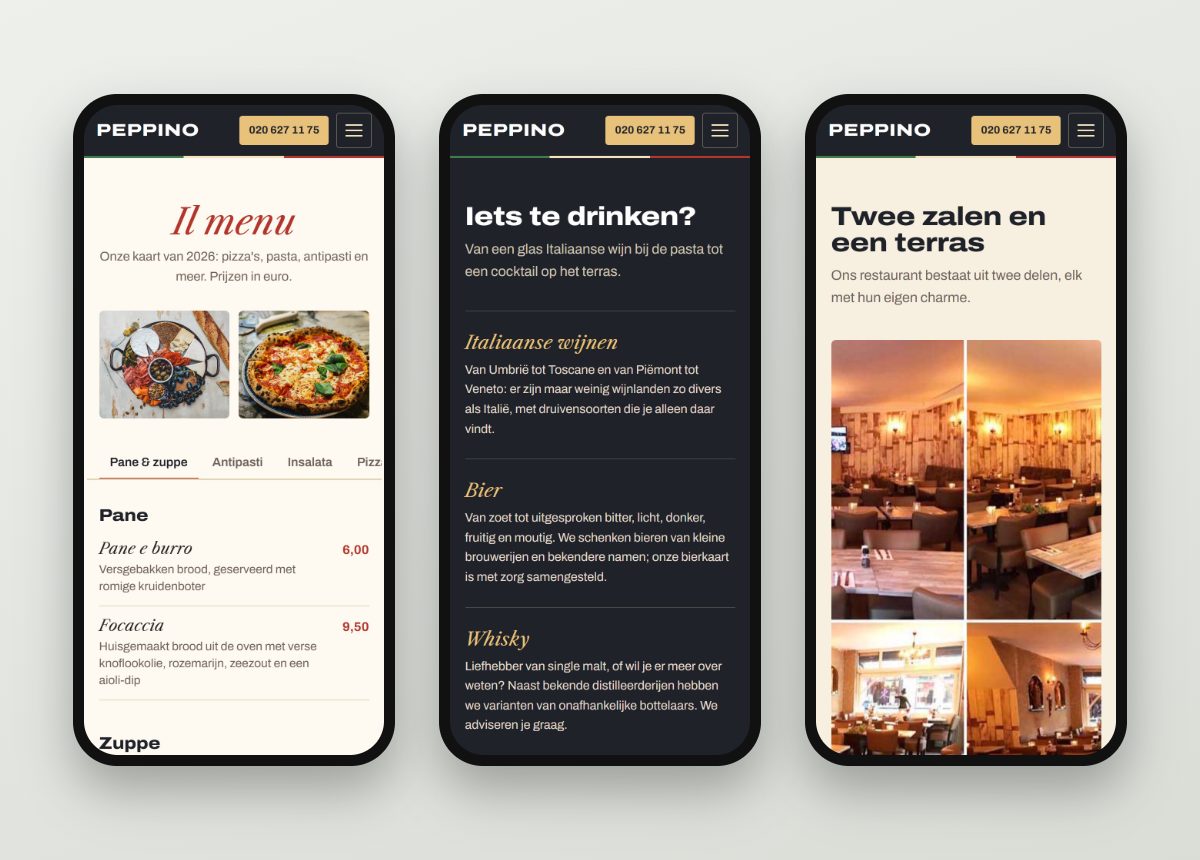 PEPPINO
020 627 11 75
Il menu
Onze kaart van 2026: pizza's, pasta, antipasti en
meer. Prijzen in euro.
Pane & zuppe
Antipasti
Insalata
Pizz
Pane
Pane e burro
6,00
Versgebakken brood, geserveerd met
romige kruidenboter
Focaccia
9,50
Huisgemaakt brood uit de oven met verse
knoflookolie, rozemarijn, zeezout en een
aioli-dip
Zuppe
PEPPINO
020 627 11 75
Iets te drinken?
Van een glas Italiaanse wijn bij de pasta tot
een cocktail op het terras.
Italiaanse wijnen
Van Umbrië tot Toscane en van Piëmont tot
Veneto: er zijn maar weinig wijnlanden zo divers
als Italië, met druivensoorten die je alleen daar
vindt.
Bier
Van zoet tot uitgesproken bitter, licht, donker,
fruitig en moutig. We schenken bieren van kleine
brouwerijen en bekendere namen; onze bierkaart
is met zorg samengesteld.
Whisky
Liefhebber van single malt, of wil je er meer over
weten? Naast bekende distilleerderijen hebben
we varianten van onafhankelijke bottelaars. We
adviseren je graag.
PEPPINO
020 627 11 75
Twee zalen en
een terras
Ons restaurant bestaat uit twee delen, elk
met hun eigen charme.